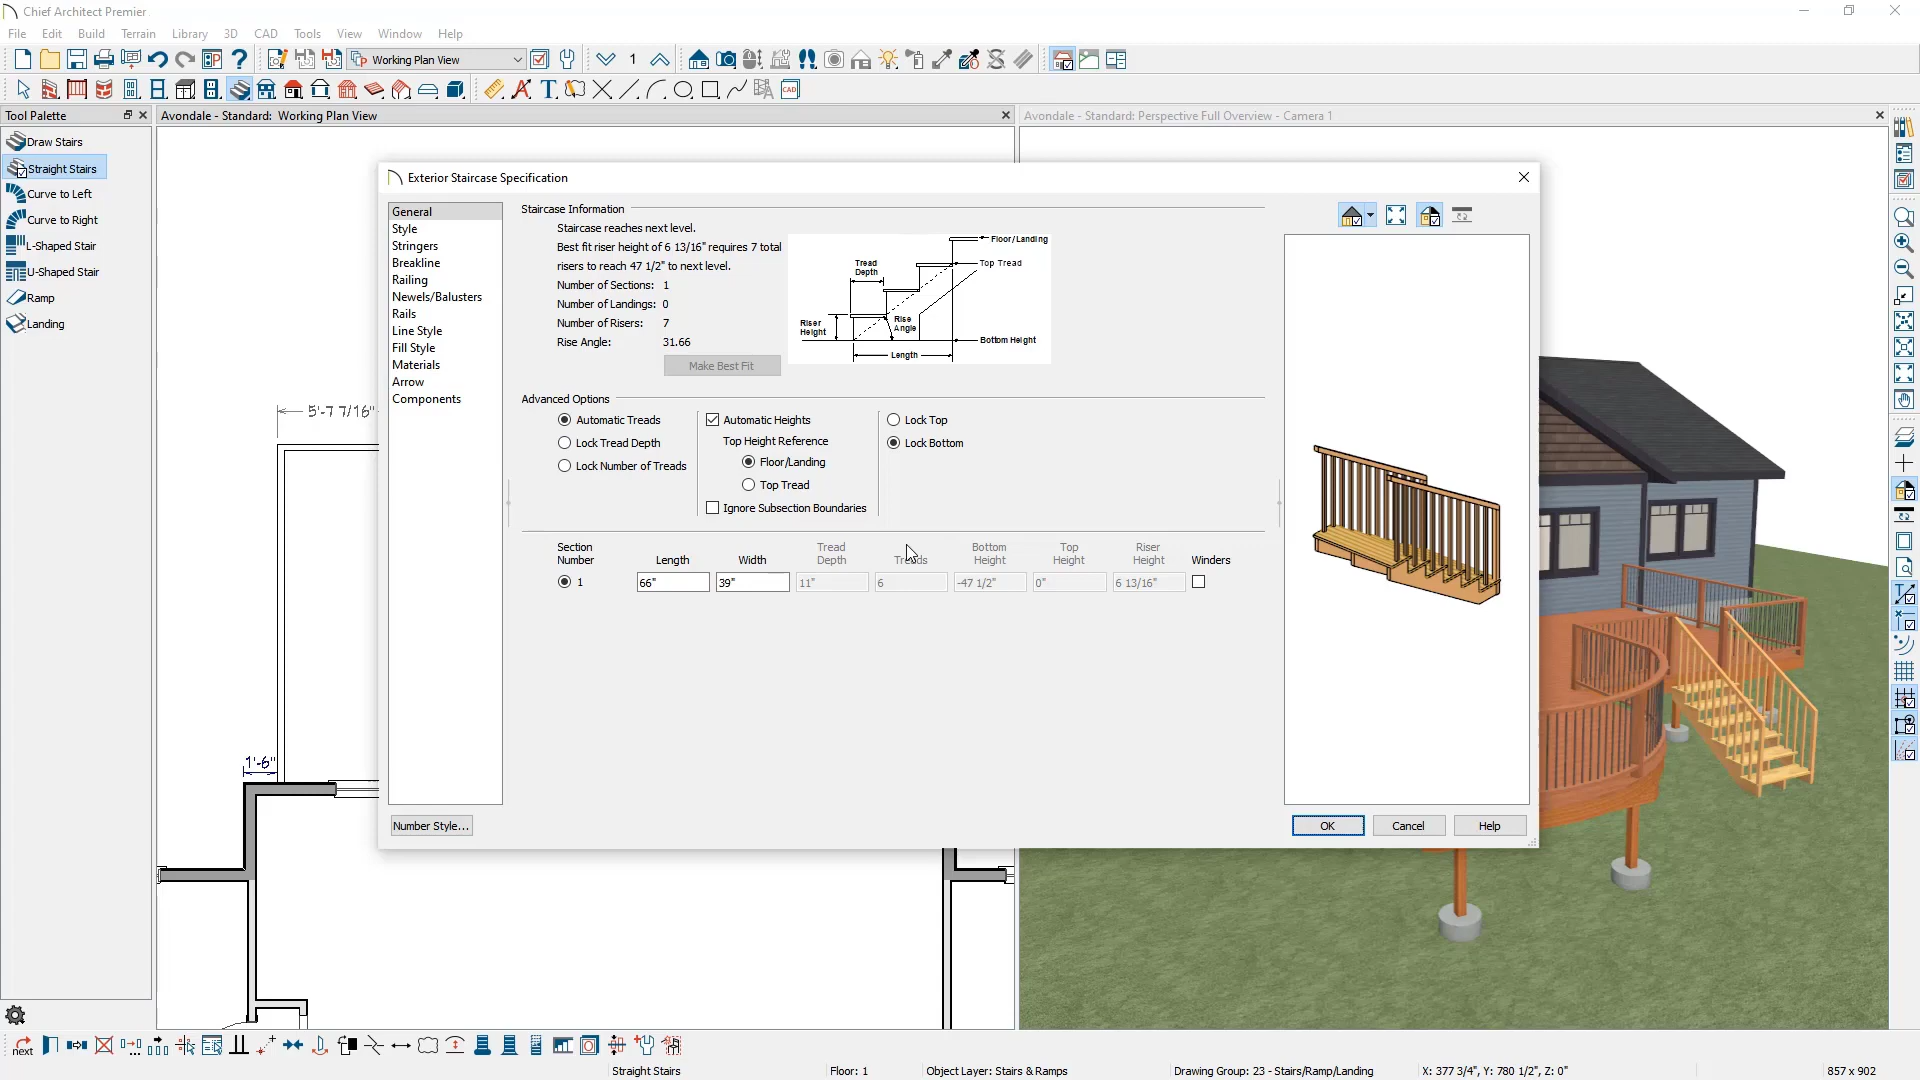 Chief Architect Premier
File Edit Build Terrain Library 3D CAD Tools View Window Help
Working Plan View
1
CAD
Tool Palette
Draw Stairs
Straight Stairs
Curve to Left
Curve to Right
L-Shaped Stair
U-Shaped Stair
Ramp
Landing
Avondale - Standard: Working Plan View
Avondale - Standard: Perspective Full Overview - Camera 1
5'-7 7/16"
1'-6"
Exterior Staircase Specification
General
Style
Stringers
Breakline
Railing
Newels/Balusters
Rails
Line Style
Fill Style
Materials
Arrow
Components
Staircase Information
Staircase reaches next level.
Best fit riser height of 6 13/16" requires 7 total
risers to reach 47 1/2" to next level.
Number of Sections: 1
Number of Landings: 0
Number of Risers: 7
Rise Angle: 31.66
Make Best Fit
Floor/Landing
Tread
Depth
Top Tread
Riser
Height
Rise
Angle
Bottom Height
Length
Advanced Options
Automatic Treads
Lock Tread Depth
Lock Number of Treads
Automatic Heights
Top Height Reference
Floor/Landing
Top Tread
Ignore Subsection Boundaries
Lock Top
Lock Bottom
Section
Number
Length
Width
Tread
Depth
Treads
Bottom
Height
Top
Height
Riser
Height
Winders
1 66" 39" 11" 6 -47 1/2" 0" 6 13/16"
Number Style...
OK
Cancel
Help
next
Straight Stairs
Floor: 1
Object Layer: Stairs & Ramps
Drawing Group: 23 - Stairs/Ramp/Landing
X: 377 3/4", Y: 780 1/2", Z: 0"
857 x 902